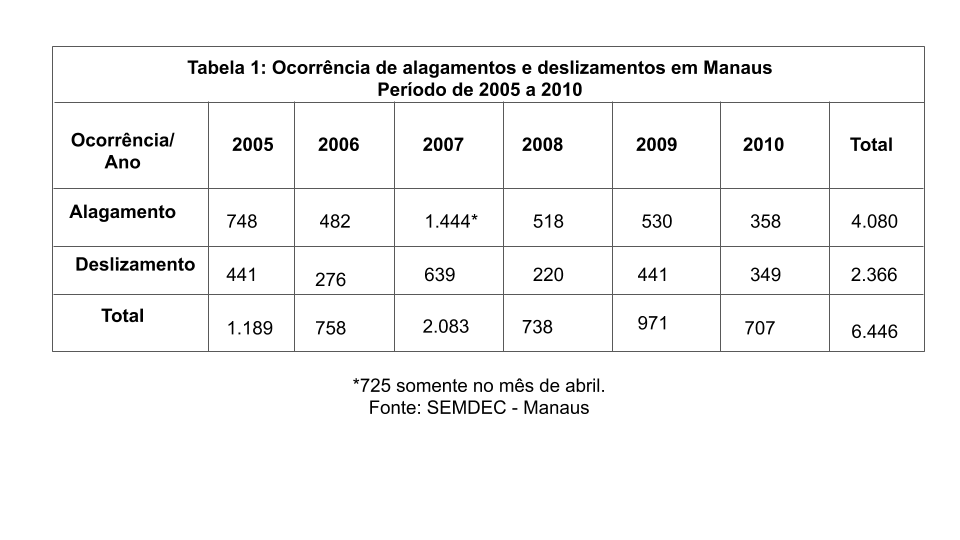 Tabela 1: Ocorrência de alagamentos e deslizamentos em Manaus
Período de 2005 a 2010
Ocorrência/
Ano
2005 2006 2007 2008 2009 2010 Total
Alagamento 748 482 1.444* 518 530 358 4.080
Deslizamento 441 276 639 220 441 349 2.366
Total 1.189 758 2.083 738 971 707 6.446
*725 somente no mês de abril.
Fonte: SEMDEC - Manaus